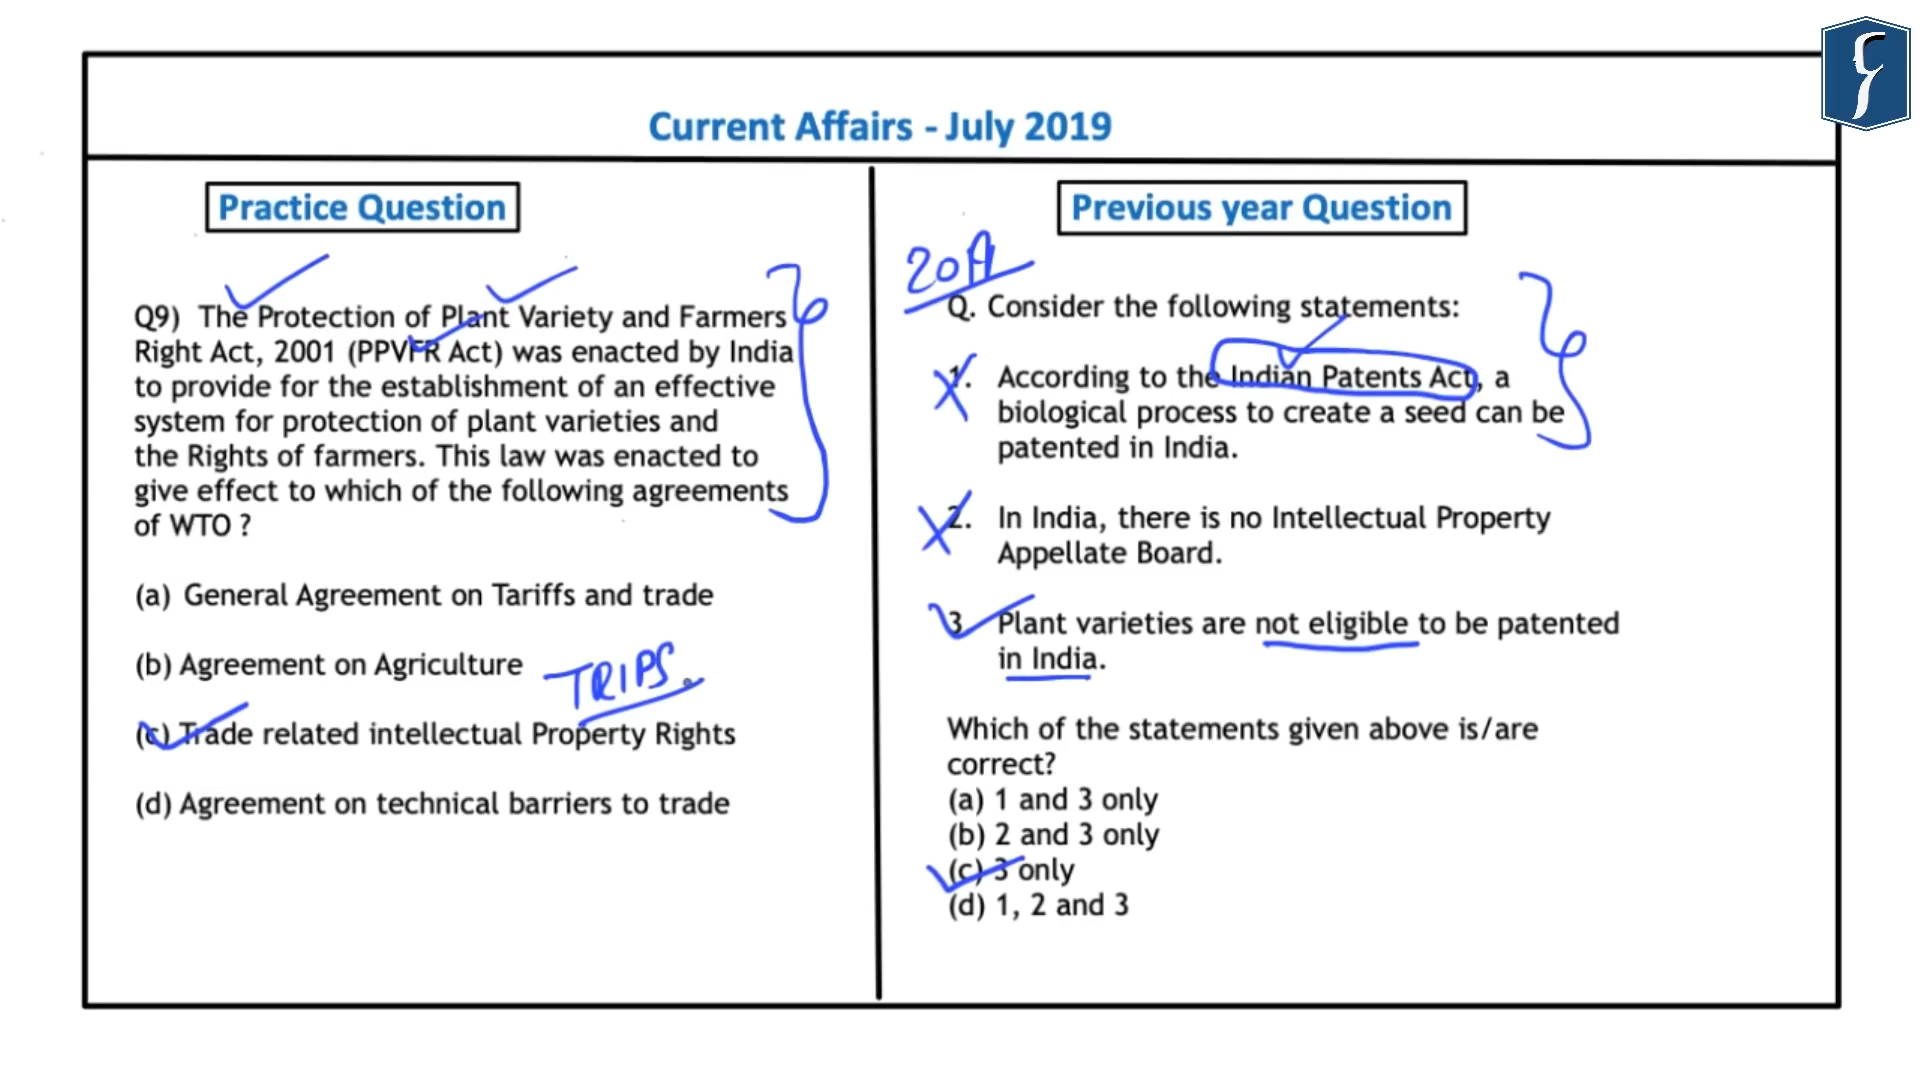 Current Affairs - July 2019
Practice Question
Q9) The Protection of Plant Variety and Farmers
Right Act, 2001 (PPVFR Act) was enacted by India
to provide for the establishment of an effective
system for protection of plant varieties and
the Rights of farmers. This law was enacted to
give effect to which of the following agreements
of WTO ?
(a) General Agreement on Tariffs and trade
(b) Agreement on Agriculture
TRIPS.
(c) Trade related intellectual Property Rights
(d) Agreement on technical barriers to trade
Previous year Question
Q. Consider the following statements:
1. According to the Indian Patents Act, a
biological process to create a seed can be
patented in India.
2. In India, there is no Intellectual Property
Appellate Board.
3 Plant varieties are not eligible to be patented
in India.
Which of the statements given above is/are
correct?
(a) 1 and 3 only
(b) 2 and 3 only
(c) 3 only
(d) 1, 2 and 3